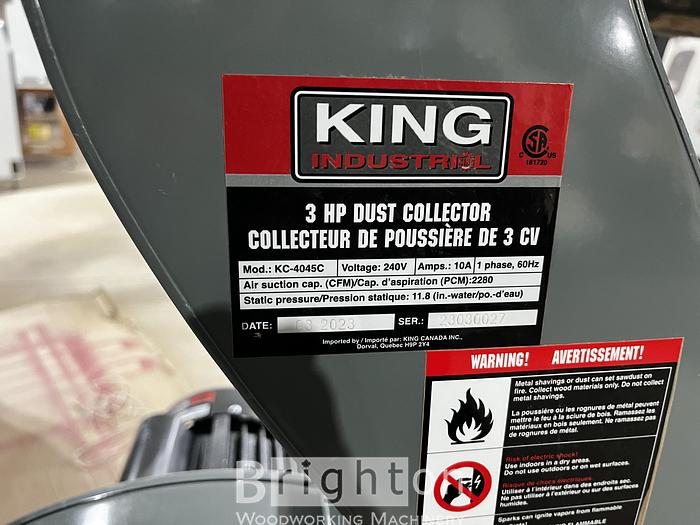 KING
INDUSTRIAL
CSA
C US
181720
3 HP DUST COLLECTOR
COLLECTEUR DE POUSSIÈRE DE 3 CV
Mod.: KC-4045C Voltage: 240V Amps.: 10A 1 phase, 60Hz
Air suction cap. (CFM)/Cap. d'aspiration (PCM):2280
Static pressure/Pression statique: 11.8 (in.-water/po.-d'eau)
DATE: 03 2023 SER.: 23030027
Imported by / Importé par: KING CANADA INC.,
Dorval, Quebec H9P 2Y4
WARNING! AVERTISSEMENT!
Metal shavings or dust can set sawdust on
fire. Collect wood materials only. Do not collect
metal shavings.
La poussière ou les rognures de métal peuvent
mettre le feu à la sciure de bois. Ramassez les
matériaux en bois seulement. Ne ramassez pas
de rognures de métal.
Risk of electric shock!
Use indoors in a dry areas.
Do not use outdoors or on wet surfaces.
Risque de chocs électriques
Utiliser à l'intérieur dans des endroits sec.
Ne pas utiliser à l'extérieur ou sur des surfaces
humides.
Sparks can ignite vapors from flammable
Brighton
WOODWORKING MACHINERY